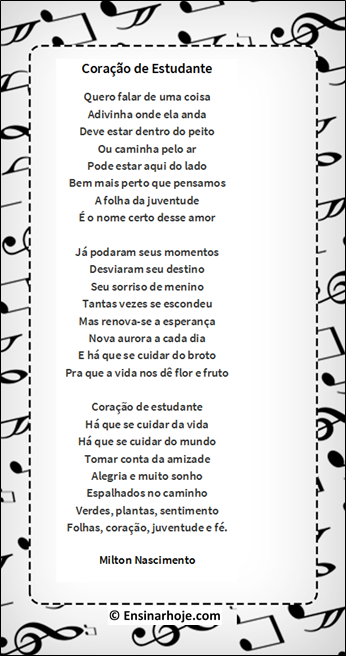 Coração de Estudante
Quero falar de uma coisa
Adivinha onde ela anda
Deve estar dentro do peito
Ou caminha pelo ar
Pode estar aqui do lado
Bem mais perto que pensamos
A folha da juventude
É o nome certo desse amor
Já podaram seus momentos
Desviaram seu destino
Seu sorriso de menino
Tantas vezes se escondeu
Mas renova-se a esperança
Nova aurora a cada dia
E há que se cuidar do broto
Pra que a vida nos dê flor e fruto
Coração de estudante
Há que se cuidar da vida
Há que se cuidar do mundo
Tomar conta da amizade
Alegria e muito sonho
Espalhados no caminho
Verdes, plantas, sentimento
Folhas, coração, juventude e fé.
Milton Nascimento
© Ensinarhoje.com